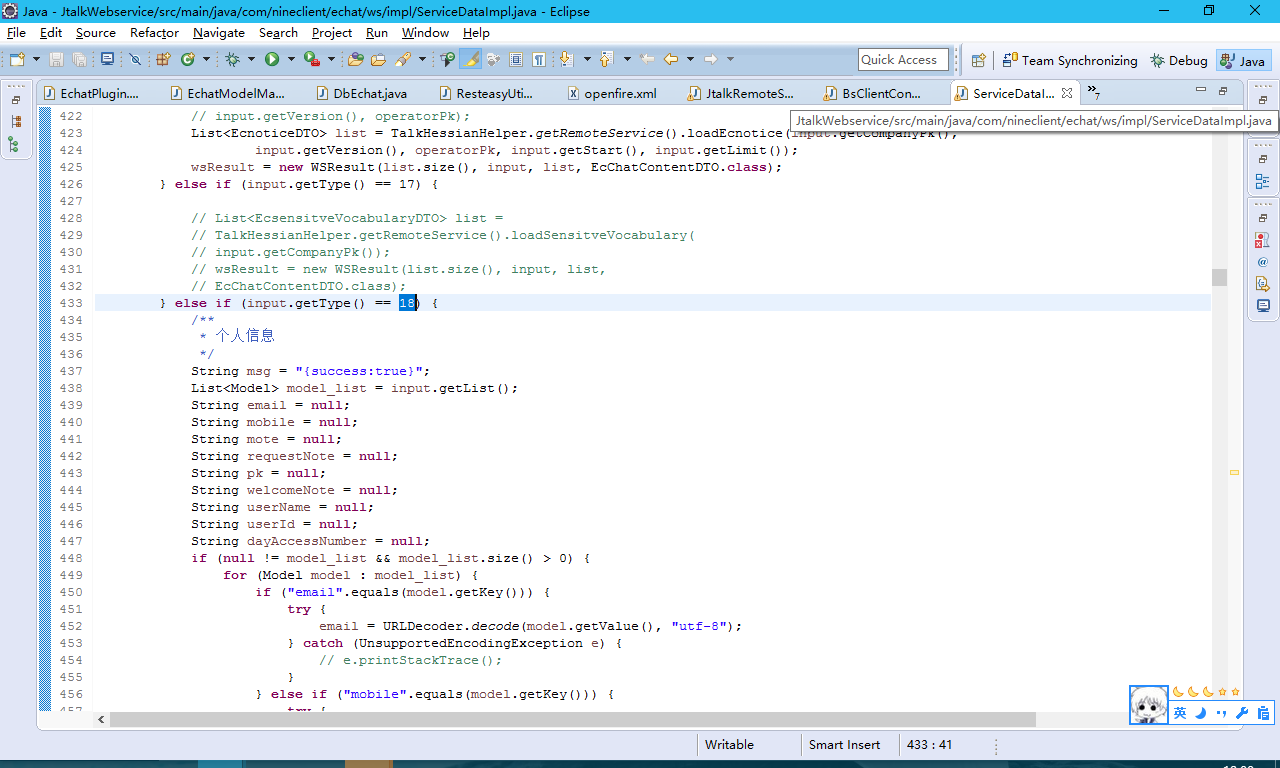 Java - JtalkWebservice/src/main/java/com/nineclient/echat/ws/impl/ServiceDataImpl.java - Eclipse
File Edit Source Refactor Navigate Search Project Run Window Help
Quick Access Team Synchronizing Debug Java
EchatPlugin.... EchatModelMa... DbEchat.java ResteasyUti... openfire.xml JtalkRemoteS... BsClientCon... ServiceDataI... »7
JtalkWebservice/src/main/java/com/nineclient/echat/ws/impl/ServiceDataImpl.java
422 // input.getVersion(), operatorPk);
423 List<EcnoticeDTO> list = TalkHessianHelper.getRemoteService().loadEcnotice(input.getCompanyPk(),
424 input.getVersion(), operatorPk, input.getStart(), input.getLimit());
425 wsResult = new WSResult(list.size(), input, list, EcChatContentDTO.class);
426 } else if (input.getType() == 17) {
427
428 // List<EcsensitveVocabularyDTO> list =
429 // TalkHessianHelper.getRemoteService().loadSensitveVocabulary(
430 // input.getCompanyPk());
431 // wsResult = new WSResult(list.size(), input, list,
432 // EcChatContentDTO.class);
433 } else if (input.getType() == 18) {
434 /**
435 * 个人信息
436 */
437 String msg = "{success:true}";
438 List<Model> model_list = input.getList();
439 String email = null;
440 String mobile = null;
441 String mote = null;
442 String requestNote = null;
443 String pk = null;
444 String welcomeNote = null;
445 String userName = null;
446 String userId = null;
447 String dayAccessNumber = null;
448 if (null != model_list && model_list.size() > 0) {
449 for (Model model : model_list) {
450 if ("email".equals(model.getKey())) {
451 try {
452 email = URLDecoder.decode(model.getValue(), "utf-8");
453 } catch (UnsupportedEncodingException e) {
454 // e.printStackTrace();
455 }
456 } else if ("mobile".equals(model.getKey())) {
457 try {
英
Writable Smart Insert 433 : 41